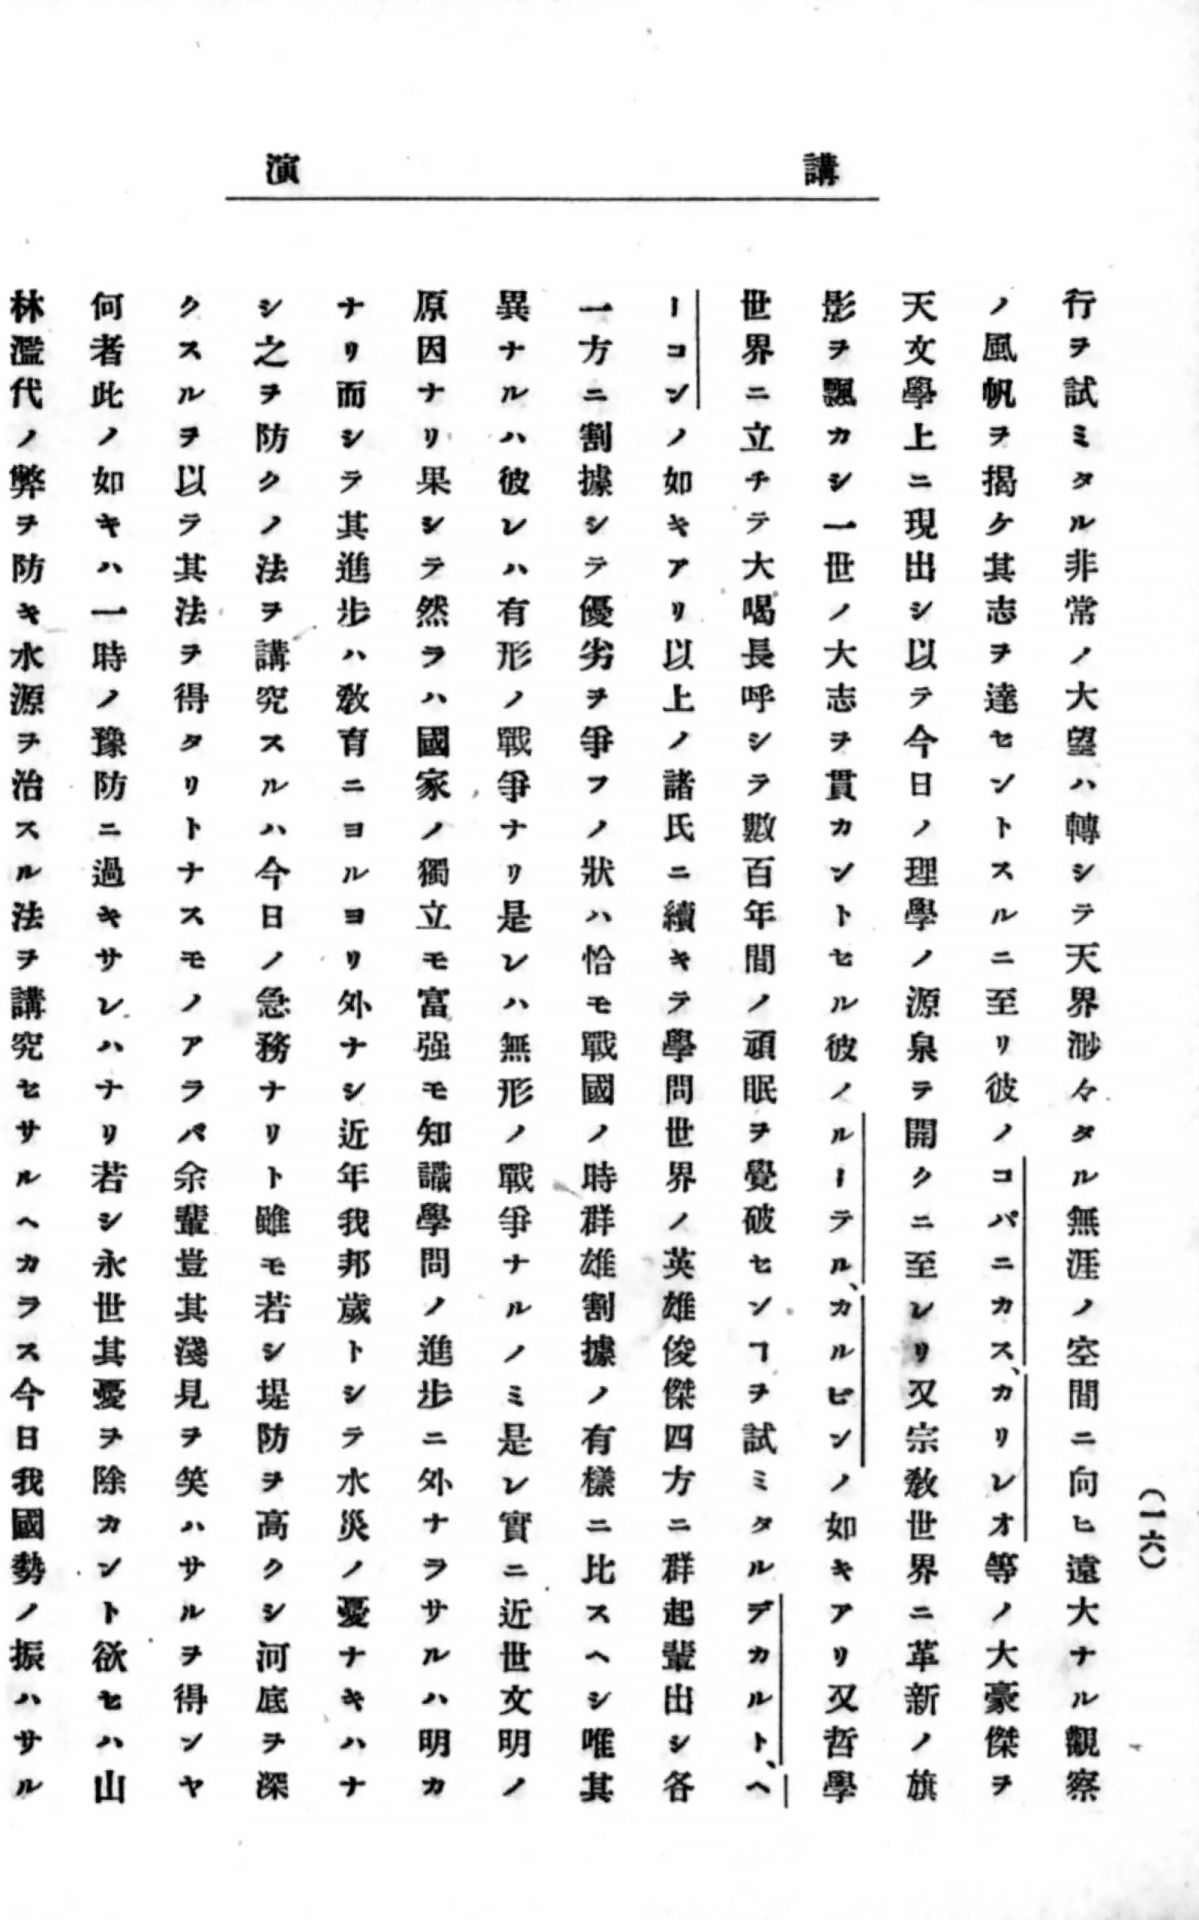 講演
(一六)
行ヲ試ミタル非常ノ大望ハ轉シテ天界渺々タル無涯ノ空間ニ向ヒ遠大ナル觀察
ノ風帆ヲ揭ケ其志ヲ達セントスルニ至リ彼ノコパニカス、カリレオ等ノ大豪傑ヲ
天文學上ニ現出シ以テ今日ノ理學ノ源泉ヲ開クニ至レリ又宗敎世界ニ革新ノ旗
影ヲ飄カシ一世ノ大志ヲ貫カントセル彼ノルーテル、カルビンノ如キアリ又哲學
世界ニ立チテ大喝長呼シテ數百年間ノ頑眠ヲ覺破センヿヲ試ミタルデカルト、ヘ
ーコンノ如キアリ以上ノ諸氏ニ續キテ學問世界ノ英雄俊傑四方ニ群起輩出シ各
一方ニ割據シテ優劣ヲ爭フノ狀ハ恰モ戰國ノ時群雄割據ノ有樣ニ比スヘシ唯其
異ナルハ彼レハ有形ノ戰爭ナリ是レハ無形ノ戰爭ナルノミ是レ實ニ近世文明ノ
原因ナリ果シテ然ラハ國家ノ獨立モ富强モ知識學問ノ進步ニ外ナラサルハ明カ
ナリ而シテ其進步ハ敎育ニヨルヨリ外ナシ近年我邦歲トシテ水災ノ憂ナキハナ
シ之ヲ防クノ法ヲ講究スルハ今日ノ急務ナリト雖モ若シ堤防ヲ高クシ河底ヲ深
クスルヲ以テ其法ヲ得タリトナスモノアラバ余輩豈其淺見ヲ笑ハサルヲ得ンヤ
何者此ノ如キハ一時ノ豫防ニ過キサレハナリ若シ永世其憂ヲ除カント欲セハ山
林濫代ノ弊ヲ防キ水源ヲ治スル法ヲ講究セサルヘカラス今日我國勢ノ振ハサル